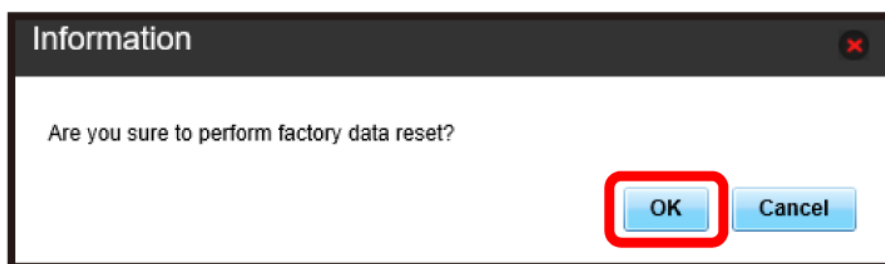 Information
Are you sure to perform factory data reset?
OK Cancel